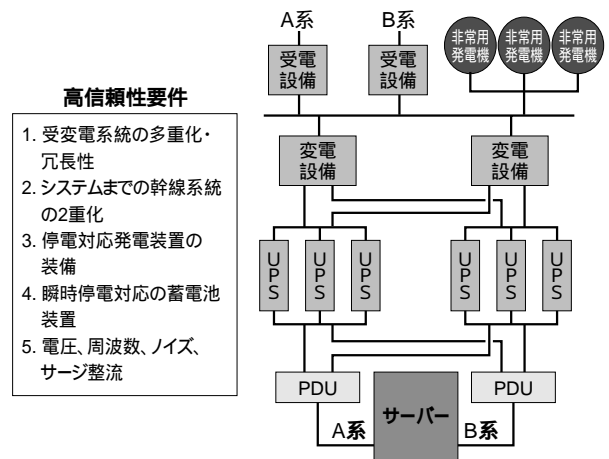 高信頼性要件
1. 受変電系統の多重化・
冗長性
2. システムまでの幹線系統
の2重化
3. 停電対応発電装置の
装備
4. 瞬時停電対応の蓄電池
装置
5. 電圧、周波数、ノイズ、
サージ整流
A系
B系
受電
設備
受電
設備
非常用
発電機
非常用
発電機
非常用
発電機
変電
設備
変電
設備
UPS
UPS
UPS
UPS
UPS
UPS
PDU
PDU
サーバー
A系
B系